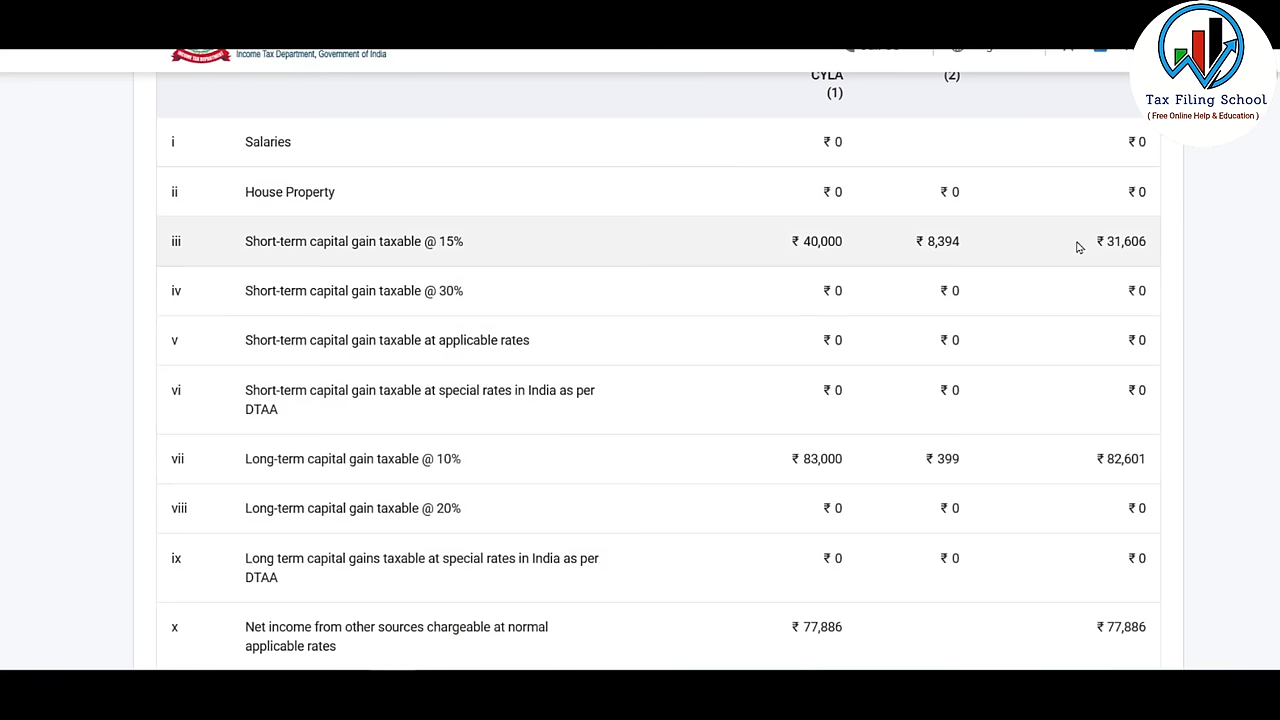 Income Tax Department, Government of India
Tax Filing School
( Free Online Help & Education )
CYLA (2)
(1)
i Salaries ₹ 0 ₹ 0
ii House Property ₹ 0 ₹ 0 ₹ 0
iii Short-term capital gain taxable @ 15% ₹ 40,000 ₹ 8,394 ₹ 31,606
iv Short-term capital gain taxable @ 30% ₹ 0 ₹ 0 ₹ 0
v Short-term capital gain taxable at applicable rates ₹ 0 ₹ 0 ₹ 0
vi Short-term capital gain taxable at special rates in India as per ₹ 0 ₹ 0 ₹ 0
DTAA
vii Long-term capital gain taxable @ 10% ₹ 83,000 ₹ 399 ₹ 82,601
viii Long-term capital gain taxable @ 20% ₹ 0 ₹ 0 ₹ 0
ix Long term capital gains taxable at special rates in India as per ₹ 0 ₹ 0 ₹ 0
DTAA
x Net income from other sources chargeable at normal ₹ 77,886 ₹ 77,886
applicable rates